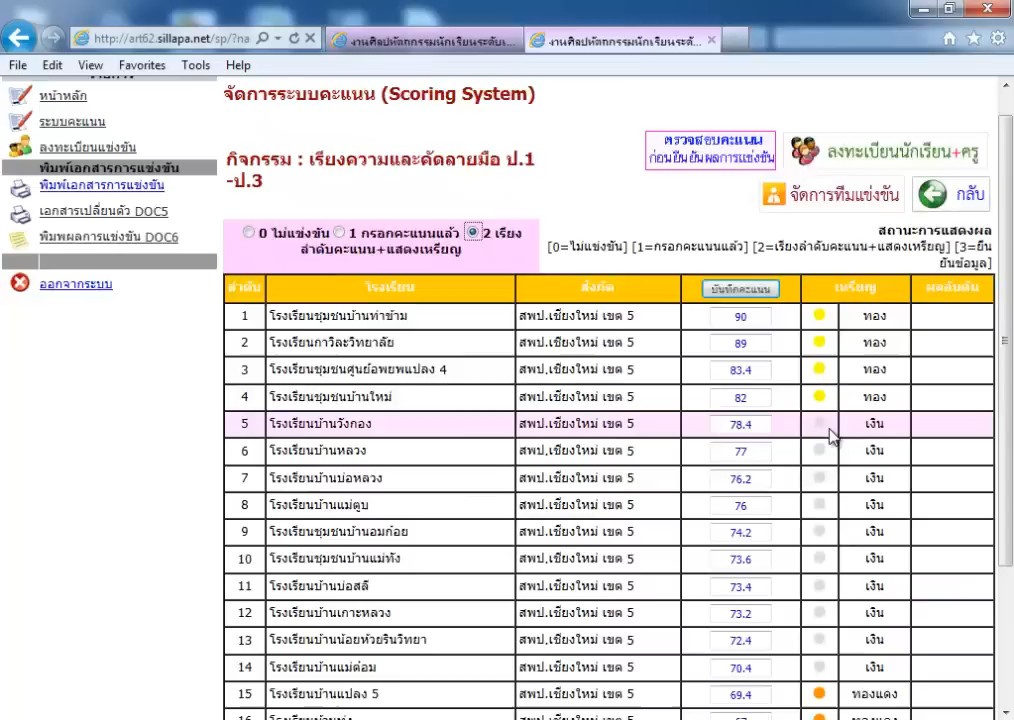 http://art62.sillapa.net/sp/?na
งานศิลปหัตถกรรมนักเรียนระดับ...
งานศิลปหัตถกรรมนักเรียนระดั...
File Edit View Favorites Tools Help
หน้าหลัก
ระบบคะแนน
ลงทะเบียนแข่งขัน
พิมพ์เอกสารการแข่งขัน
พิมพ์เอกสารการแข่งขัน
เอกสารเปลี่ยนตัว DOC5
พิมพผลการแข่งขัน DOC6
ออกจากระบบ
จัดการระบบคะแนน (Scoring System)
กิจกรรม : เรียงความและคัดลายมือ ป.1
-ป.3
ตรวจสอบคะแนน
ก่อนยืนยันผลการแข่งขัน
ลงทะเบียนนักเรียน+ครู
จัดการทีมแข่งขัน
กลับ
0 ไม่แข่งขัน 1 กรอกคะแนนแล้ว 2 เรียง
ลำดับคะแนน+แสดงเหรียญ
สถานะการแสดงผล
[0=ไม่แข่งขัน] [1=กรอกคะแนนแล้ว] [2=เรียงลำดับคะแนน+แสดงเหรียญ] [3=ยืน
ยันข้อมูล]
ลำดับ โรงเรียน สังกัด บันทึกคะแนน เหรียญ ผลอันดับ
1 โรงเรียนชุมชนบ้านท่าข้าม สพป.เชียงใหม่ เขต 5 90 ทอง
2 โรงเรียนกาวิละวิทยาลัย สพป.เชียงใหม่ เขต 5 89 ทอง
3 โรงเรียนชุมชนศูนย์อพยพแปลง 4 สพป.เชียงใหม่ เขต 5 83.4 ทอง
4 โรงเรียนชุมชนบ้านใหม่ สพป.เชียงใหม่ เขต 5 82 ทอง
5 โรงเรียนบ้านวังกอง สพป.เชียงใหม่ เขต 5 78.4 เงิน
6 โรงเรียนบ้านหลวง สพป.เชียงใหม่ เขต 5 77 เงิน
7 โรงเรียนบ้านบ่อหลวง สพป.เชียงใหม่ เขต 5 76.2 เงิน
8 โรงเรียนบ้านแม่ตูบ สพป.เชียงใหม่ เขต 5 76 เงิน
9 โรงเรียนชุมชนบ้านอมก๋อย สพป.เชียงใหม่ เขต 5 74.2 เงิน
10 โรงเรียนชุมชนบ้านแม่ทัง สพป.เชียงใหม่ เขต 5 73.6 เงิน
11 โรงเรียนบ้านบ่อสลี สพป.เชียงใหม่ เขต 5 73.4 เงิน
12 โรงเรียนบ้านเกาะหลวง สพป.เชียงใหม่ เขต 5 73.2 เงิน
13 โรงเรียนบ้านน้อยห้วยรินวิทยา สพป.เชียงใหม่ เขต 5 72.4 เงิน
14 โรงเรียนบ้านแม่ต๋อม สพป.เชียงใหม่ เขต 5 70.4 เงิน
15 โรงเรียนบ้านแปลง 5 สพป.เชียงใหม่ เขต 5 69.4 ทองแดง